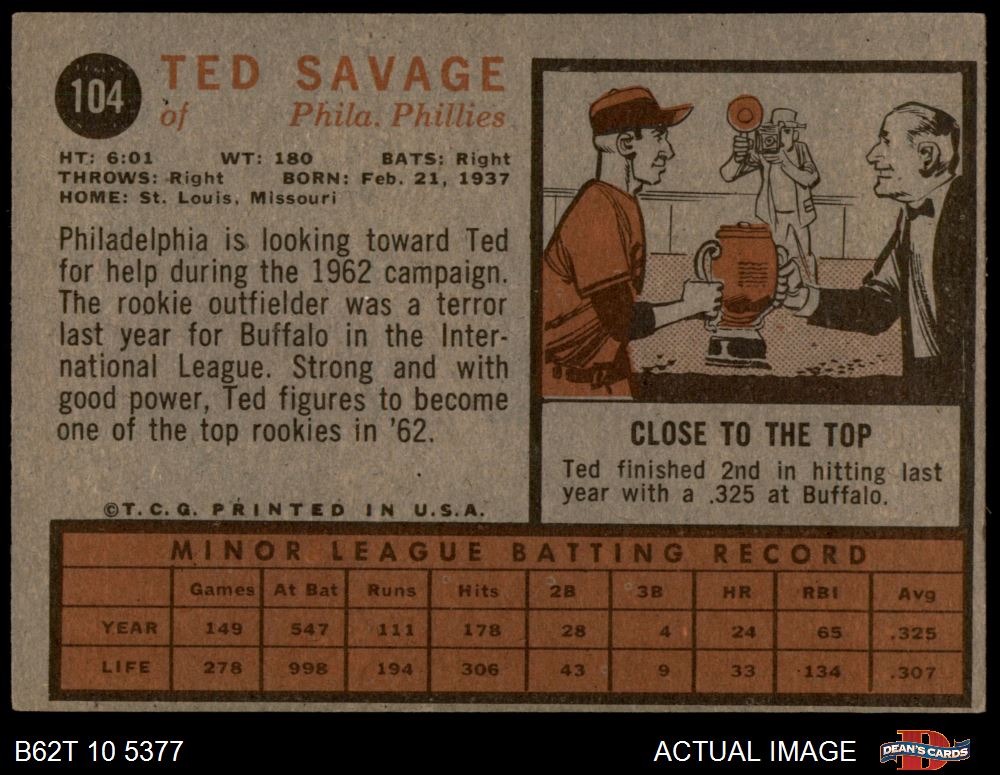 104
TED SAVAGE
of Phila. Phillies
HT: 6:01 WT: 180 BATS: Right
THROWS: Right BORN: Feb. 21, 1937
HOME: St. Louis, Missouri
Philadelphia is looking toward Ted
for help during the 1962 campaign.
The rookie outfielder was a terror
last year for Buffalo in the Inter-
national League. Strong and with
good power, Ted figures to become
one of the top rookies in '62.
©T.C.G. PRINTED IN U.S.A.
CLOSE TO THE TOP
Ted finished 2nd in hitting last
year with a .325 at Buffalo.
MINOR LEAGUE BATTING RECORD
Games At Bat Runs Hits 2B 3B HR RBI Avg
YEAR 149 547 111 178 28 4 24 65 .325
LIFE 278 998 194 306 43 9 33 134 .307
B62T 10 5377
ACTUAL IMAGE
DEAN'S CARDS